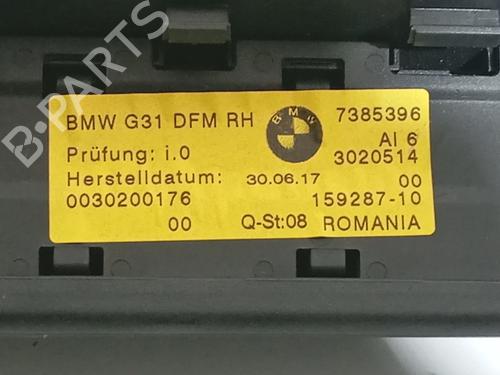 B-PARTS
BMW G31 DFM RH
BMW
7385396
AI 6
Prüfung: i.0
3020514
Herstelldatum: 30.06.17 00
0030200176
159287-10
00 Q-St:08 ROMANIA